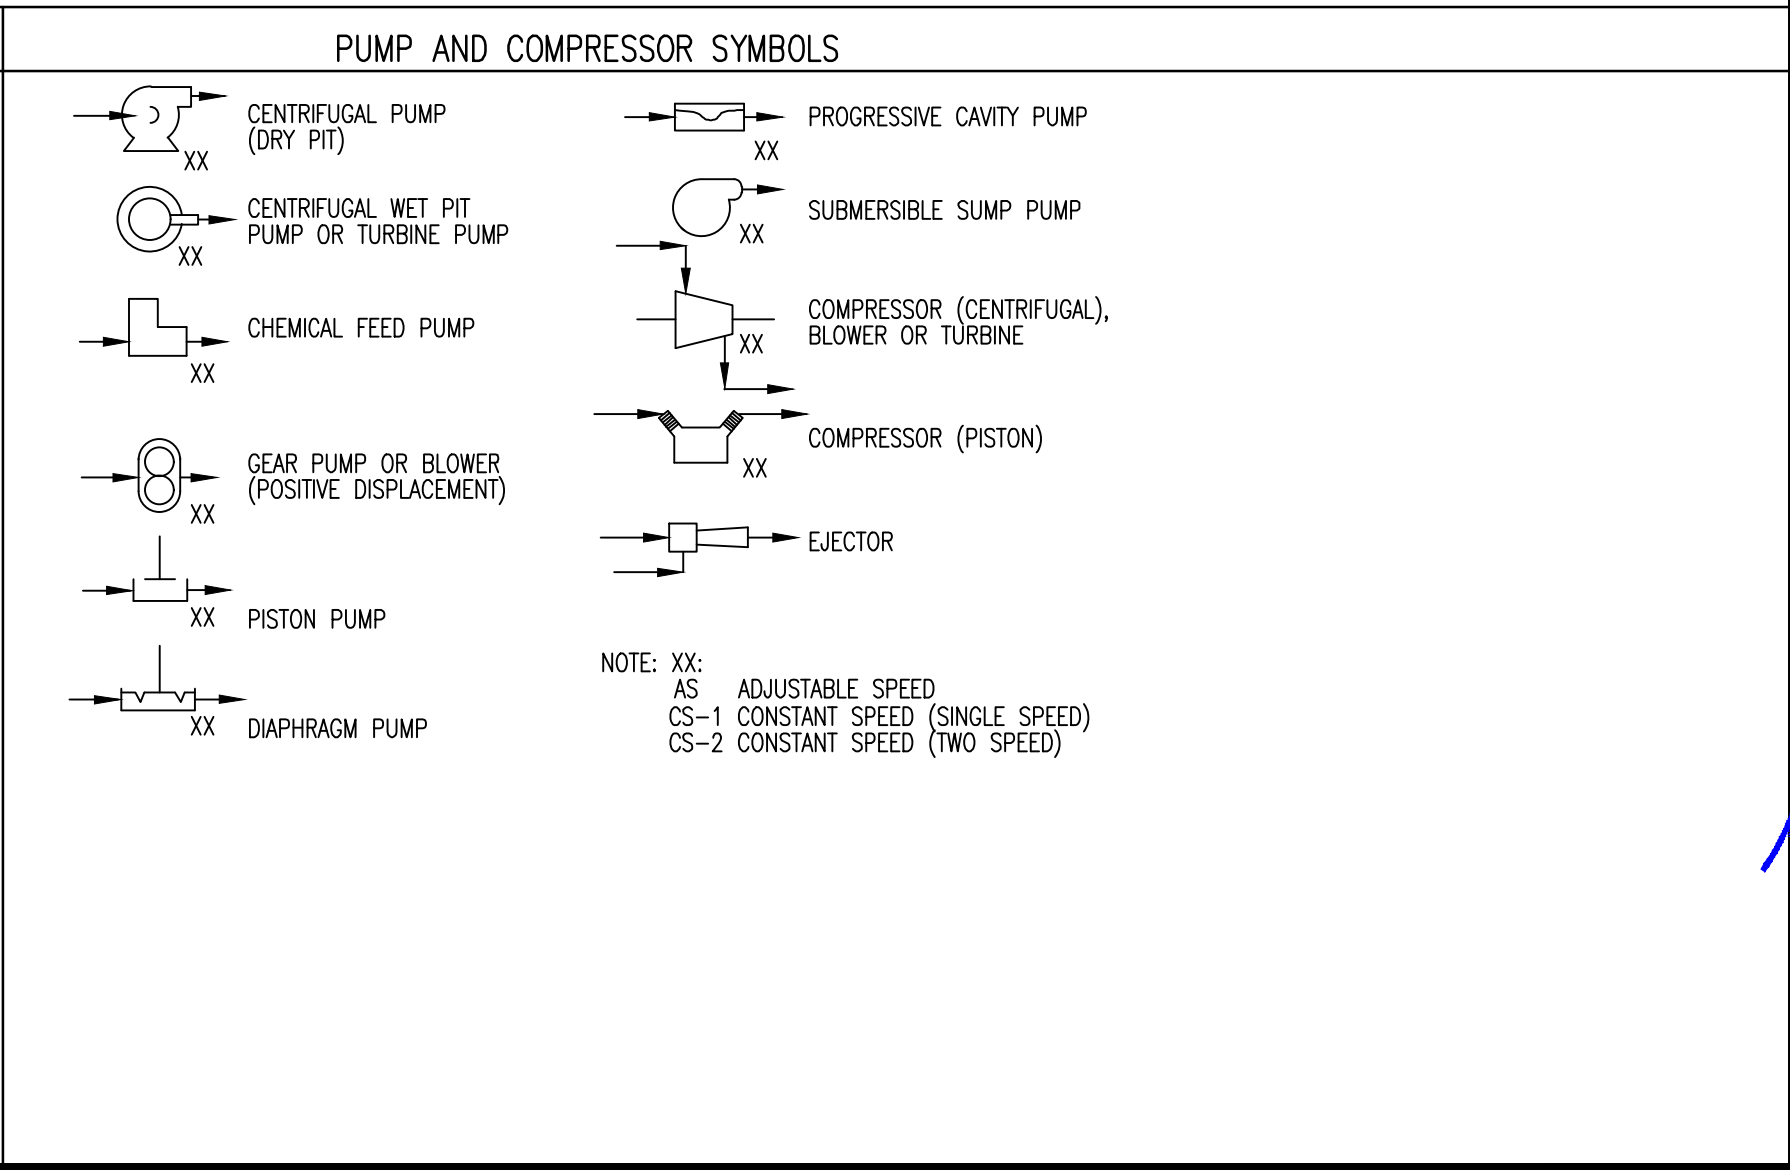 PUMP AND COMPRESSOR SYMBOLS
CENTRIFUGAL PUMP
(DRY PIT)
XX
CENTRIFUGAL WET PIT
PUMP OR TURBINE PUMP
XX
CHEMICAL FEED PUMP
XX
GEAR PUMP OR BLOWER
(POSITIVE DISPLACEMENT)
XX
XX
PISTON PUMP
XX
DIAPHRAGM PUMP
PROGRESSIVE CAVITY PUMP
XX
SUBMERSIBLE SUMP PUMP
XX
COMPRESSOR (CENTRIFUGAL),
BLOWER OR TURBINE
XX
COMPRESSOR (PISTON)
XX
EJECTOR
NOTE: XX:
AS ADJUSTABLE SPEED
CS-1 CONSTANT SPEED (SINGLE SPEED)
CS-2 CONSTANT SPEED (TWO SPEED)